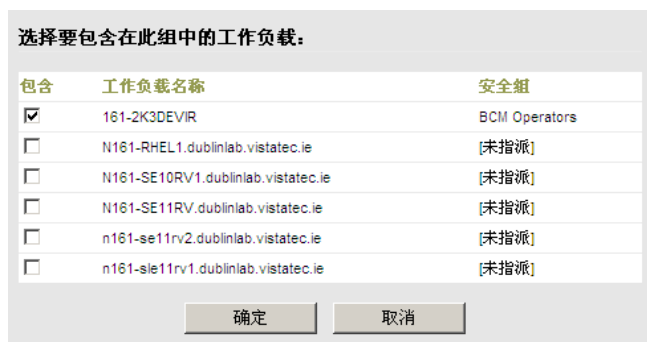 选择要包含在此组中的工作负载：
包含 工作负载名称 安全组
161-2K3DEVIR BCM Operators
N161-RHEL1.dublinlab.vistatec.ie [未指派]
N161-SE10RV1.dublinlab.vistatec.ie [未指派]
N161-SE11RV.dublinlab.vistatec.ie [未指派]
n161-se11rv2.dublinlab.vistatec.ie [未指派]
n161-sle11rv1.dublinlab.vistatec.ie [未指派]
确定 取消